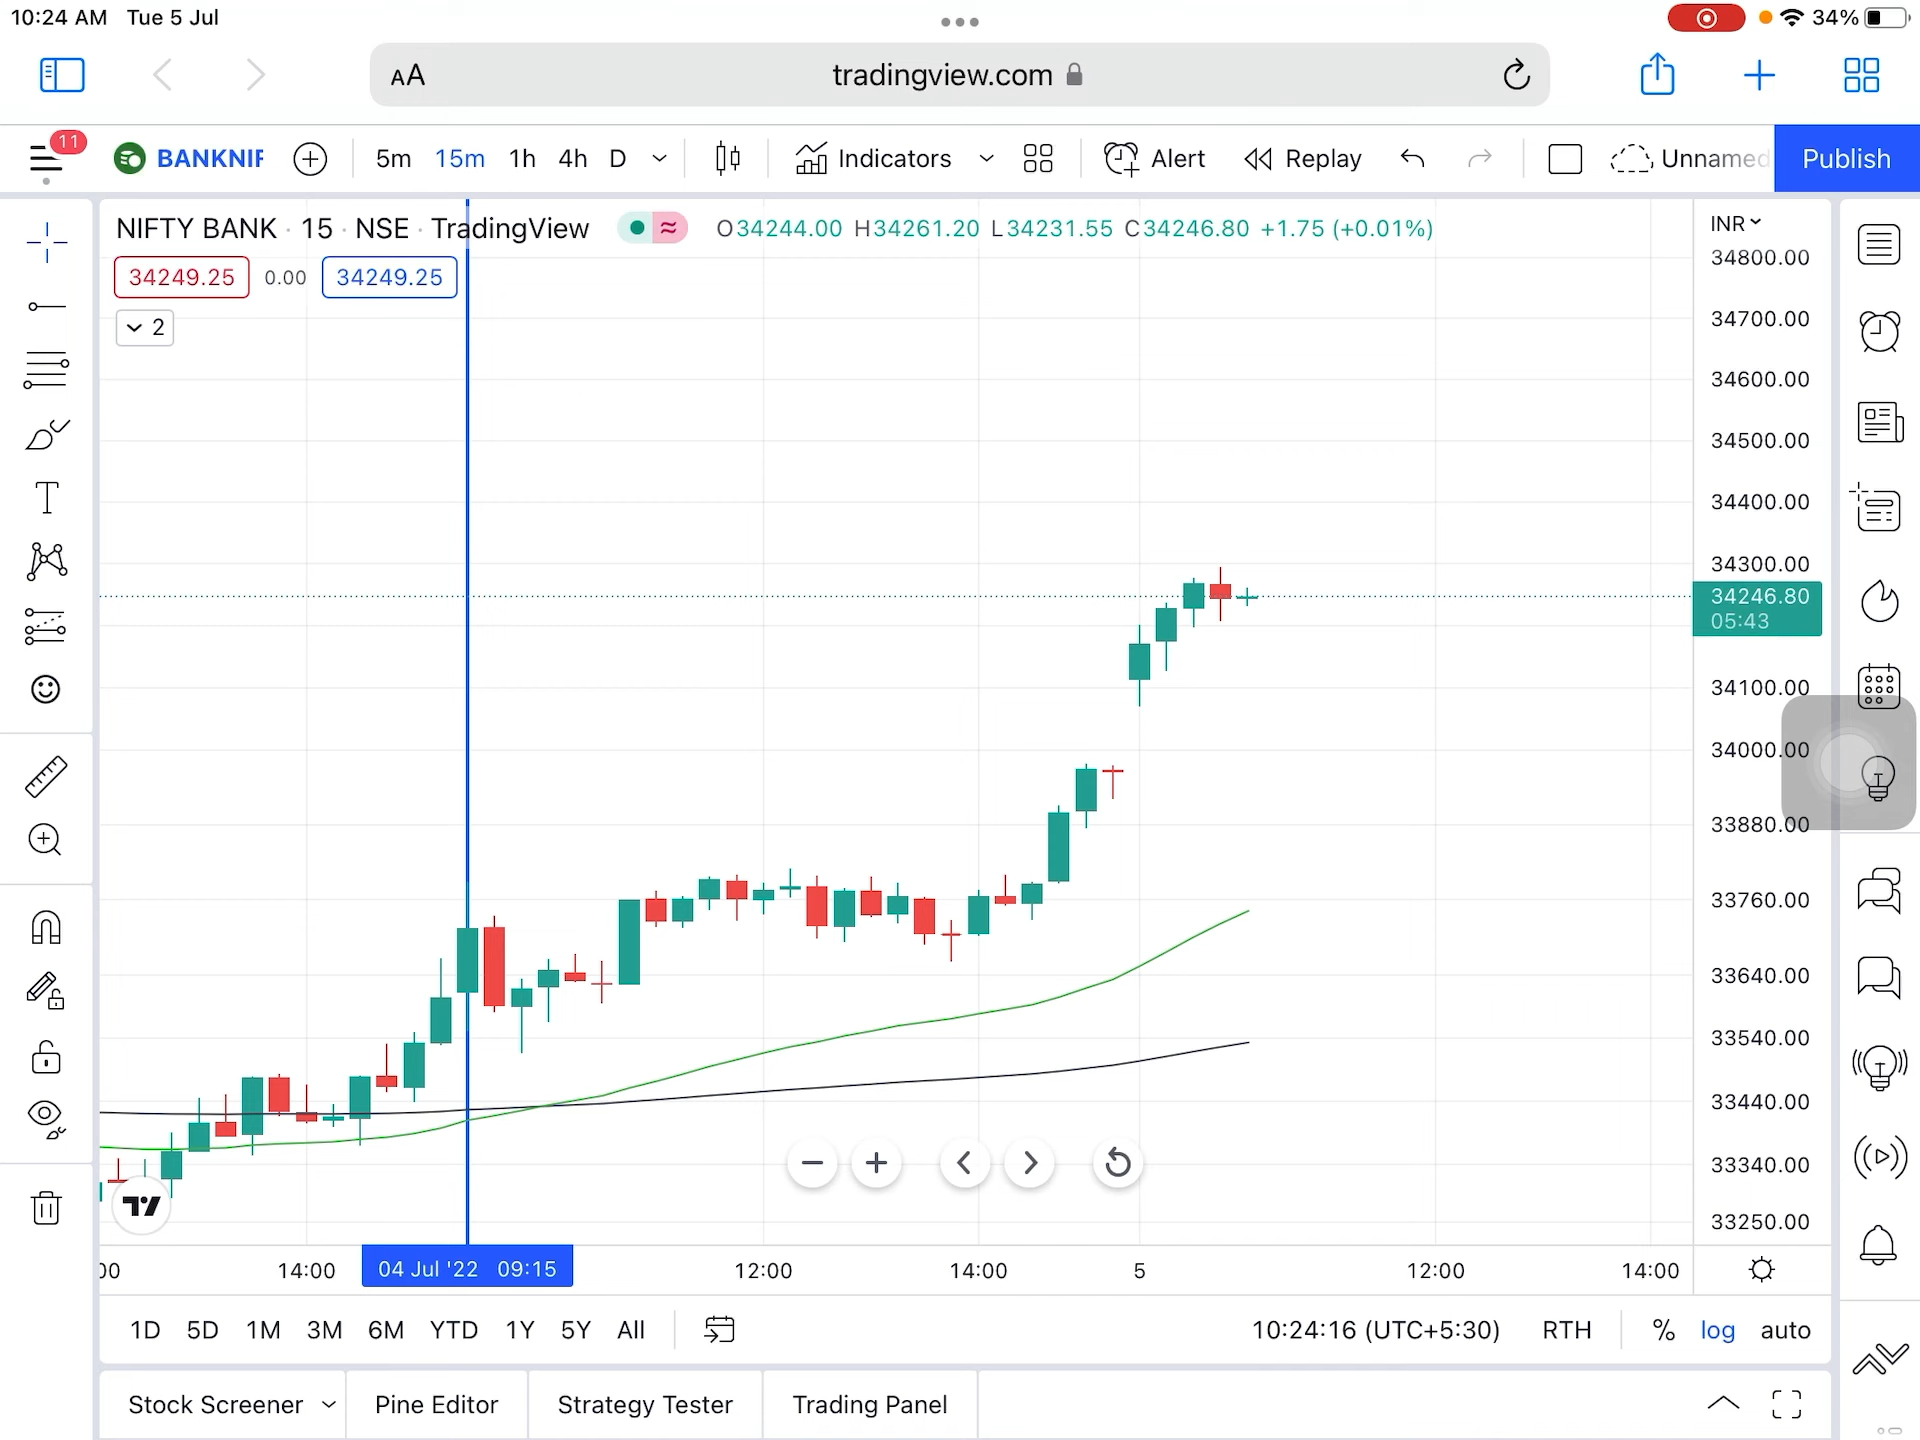 10:24 AM Tue 5 Jul
34%
AA
tradingview.com
11
BANKNIF
5m 15m 1h 4h D
Indicators
Alert
Replay
Unnamed
Publish
NIFTY BANK · 15 · NSE · TradingView
O34244.00 H34261.20 L34231.55 C34246.80 +1.75 (+0.01%)
INR
34249.25 0.00 34249.25
2
34800.00
34700.00
34600.00
34500.00
34400.00
34300.00
34246.80
05:43
34100.00
34000.00
33880.00
33760.00
33640.00
33540.00
33440.00
33340.00
33250.00
00 14:00 04 Jul '22 09:15 12:00 14:00 5 12:00 14:00
1D 5D 1M 3M 6M YTD 1Y 5Y All
10:24:16 (UTC+5:30) RTH % log auto
Stock Screener Pine Editor Strategy Tester Trading Panel